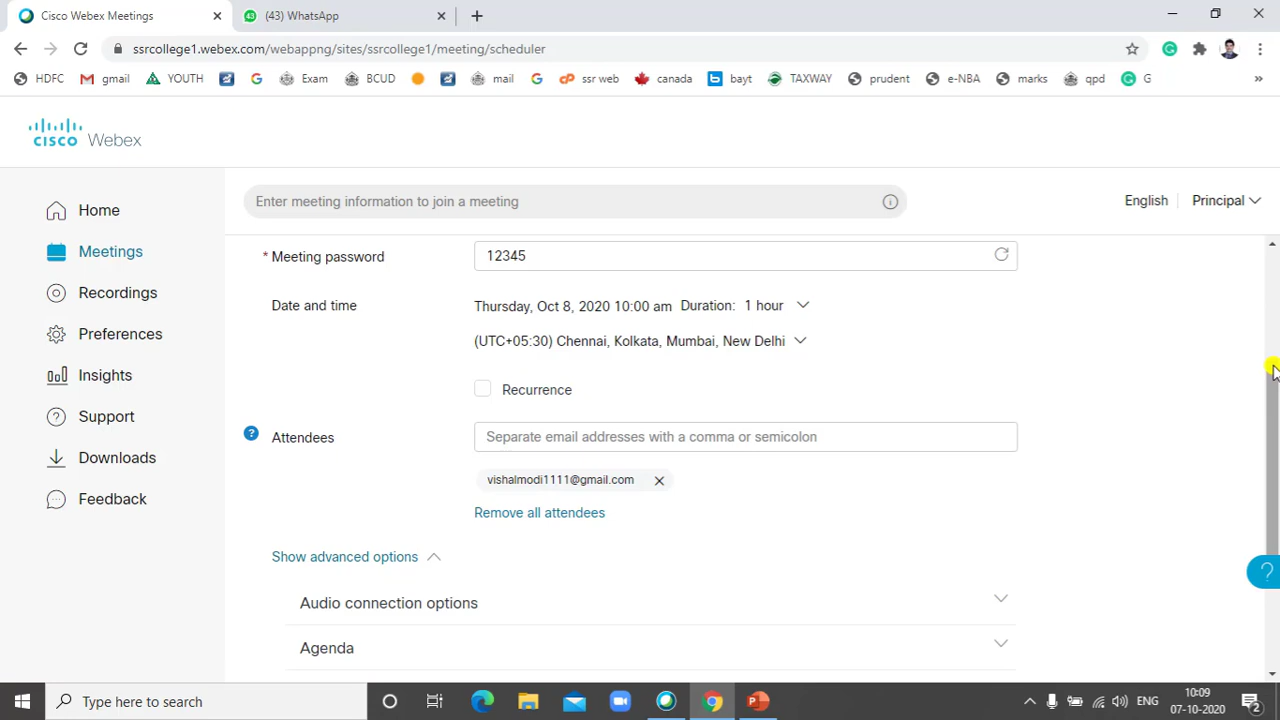 Cisco Webex Meetings
43
(43) WhatsApp
ssrcollege1.webex.com/webappng/sites/ssrcollege1/meeting/scheduler
HDFC gmail YOUTH Exam BCUD mail ssr web canada bayt TAXWAY prudent e-NBA marks qpd G
cisco Webex
Enter meeting information to join a meeting
English Principal
Home
Meetings
Recordings
Preferences
Insights
Support
Downloads
Feedback
* Meeting password 12345
Date and time Thursday, Oct 8, 2020 10:00 am Duration: 1 hour
(UTC+05:30) Chennai, Kolkata, Mumbai, New Delhi
Recurrence
? Attendees Separate email addresses with a comma or semicolon
vishalmodi1111@gmail.com
Remove all attendees
Show advanced options
?
Audio connection options
Agenda
Type here to search
ENG
10:09
07-10-2020
2